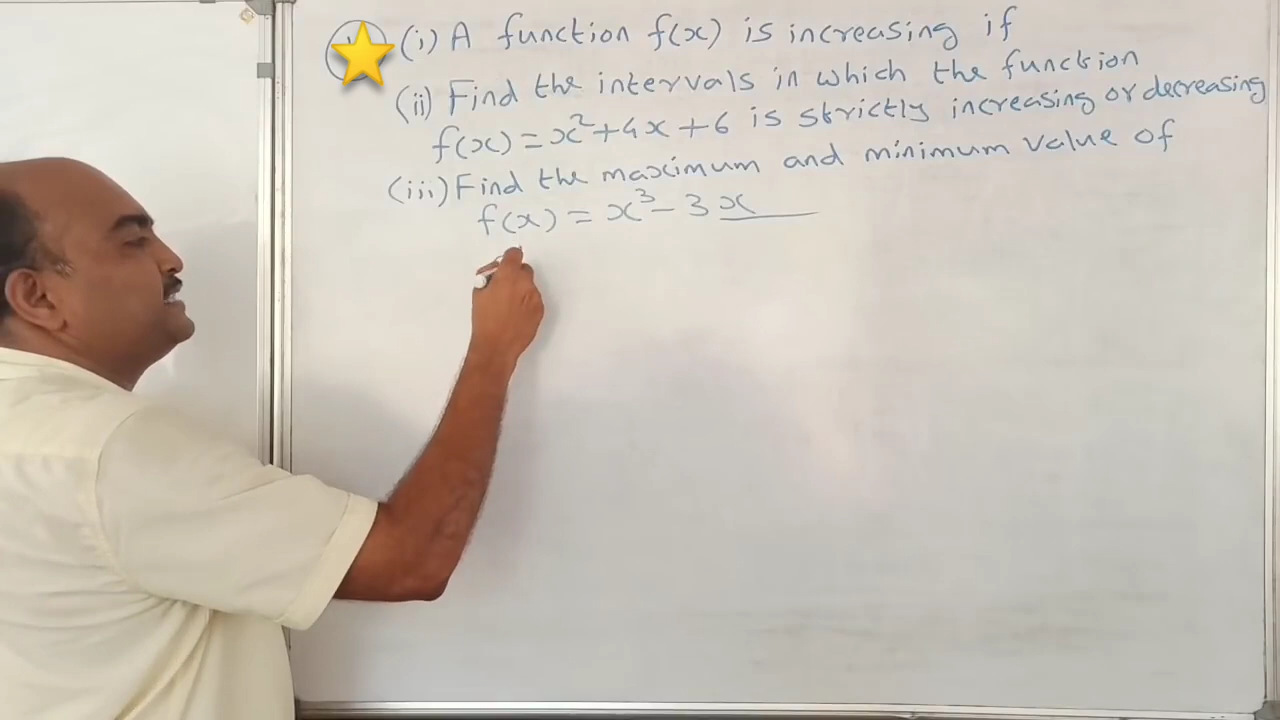 (i) A function f(x) is increasing if
(ii) Find the intervals in which the function
f(x) = x² + 4x + 6 is strictly increasing or decreasing
(iii) Find the maximum and minimum value of
f(x) = x³ - 3x